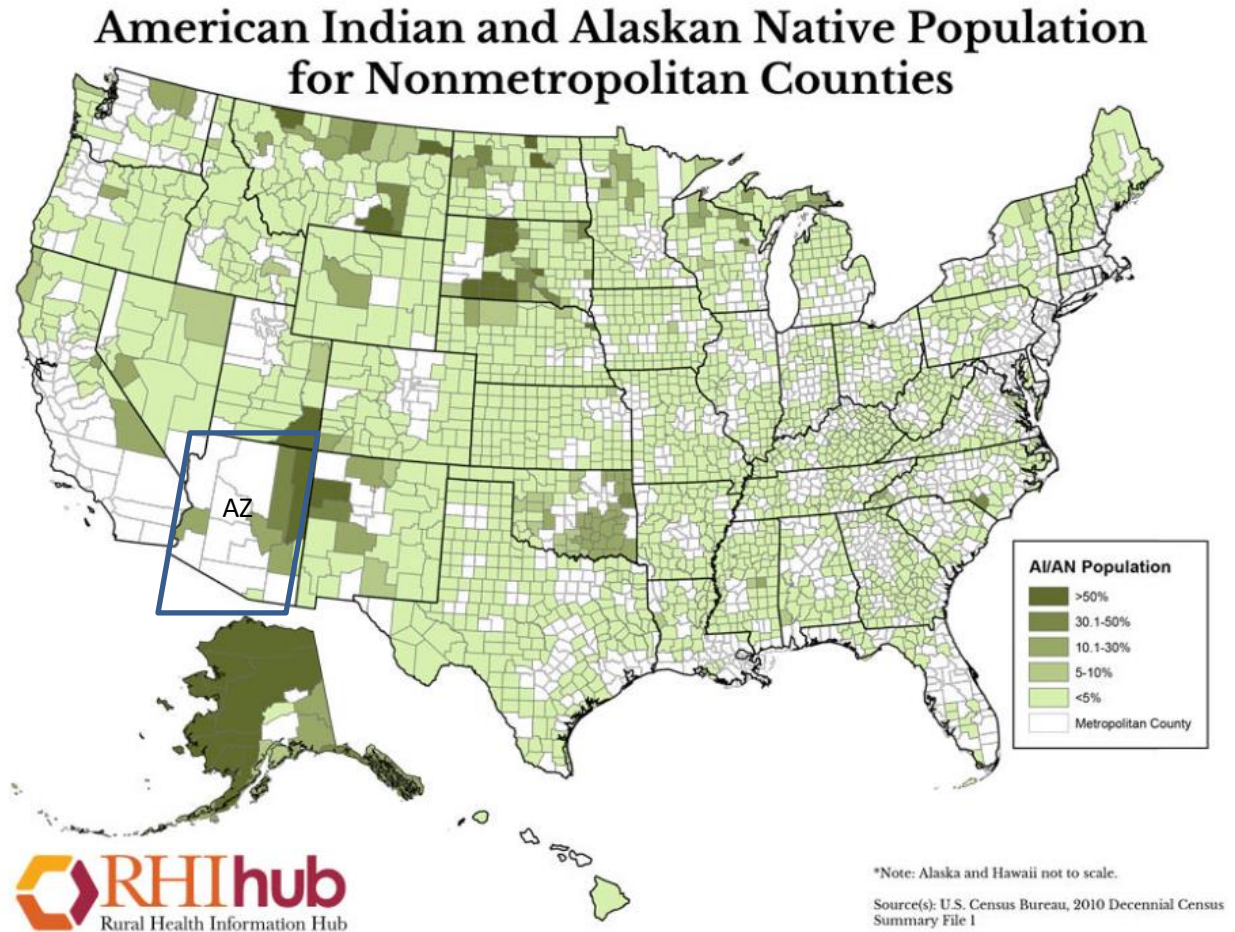 American Indian and Alaskan Native Population
for Nonmetropolitan Counties
AZ
AI/AN Population
>50%
30.1-50%
10.1-30%
5-10%
<5%
Metropolitan County
RHIhub
Rural Health Information Hub
*Note: Alaska and Hawaii not to scale.
Source(s): U.S. Census Bureau, 2010 Decennial Census
Summary File 1